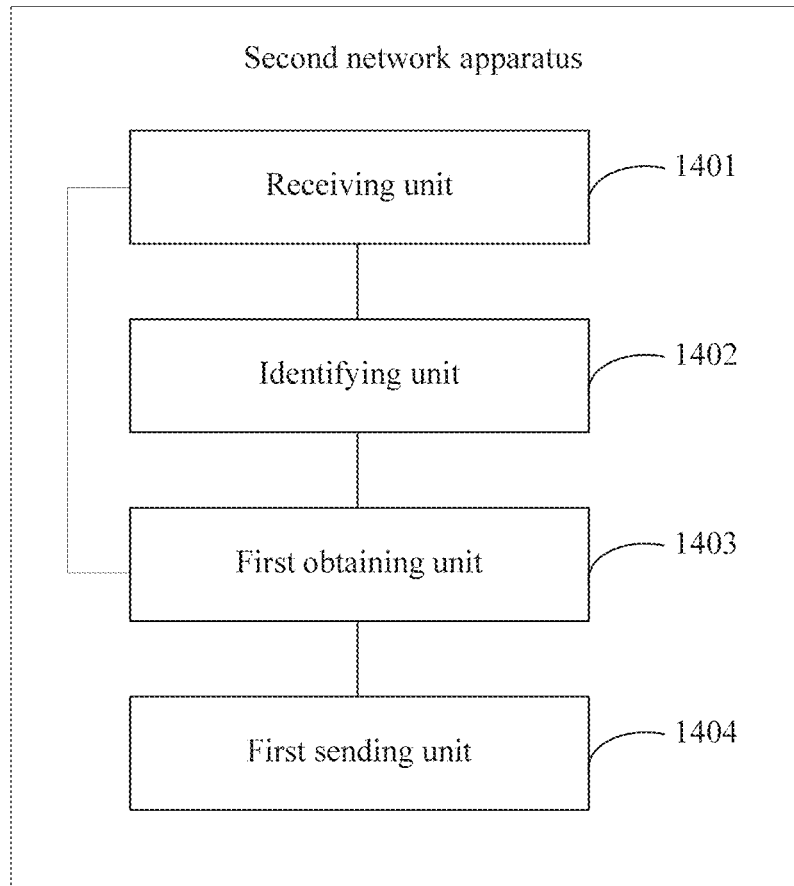 Second network apparatus
Receiving unit
1401
Identifying unit
1402
First obtaining unit
1403
First sending unit
1404